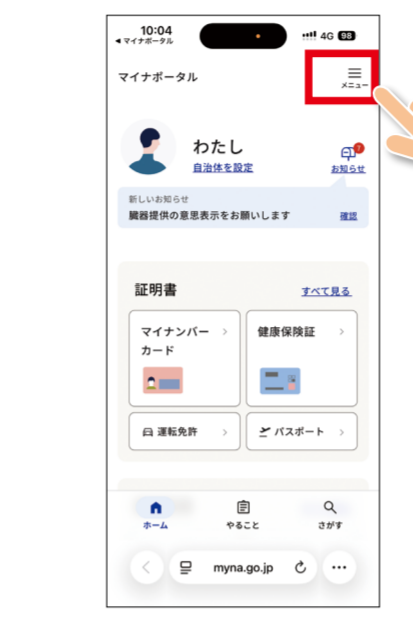 10:04
4G 98
◀ マイナポータル
マイナポータル
メニュー
わたし
自治体を設定
7
お知らせ
新しいお知らせ
臓器提供の意思表示をお願いします
確認
証明書
すべて見る
マイナンバー
カード
健康保険証
運転免許
パスポート
ホーム
やること
さがす
myna.go.jp